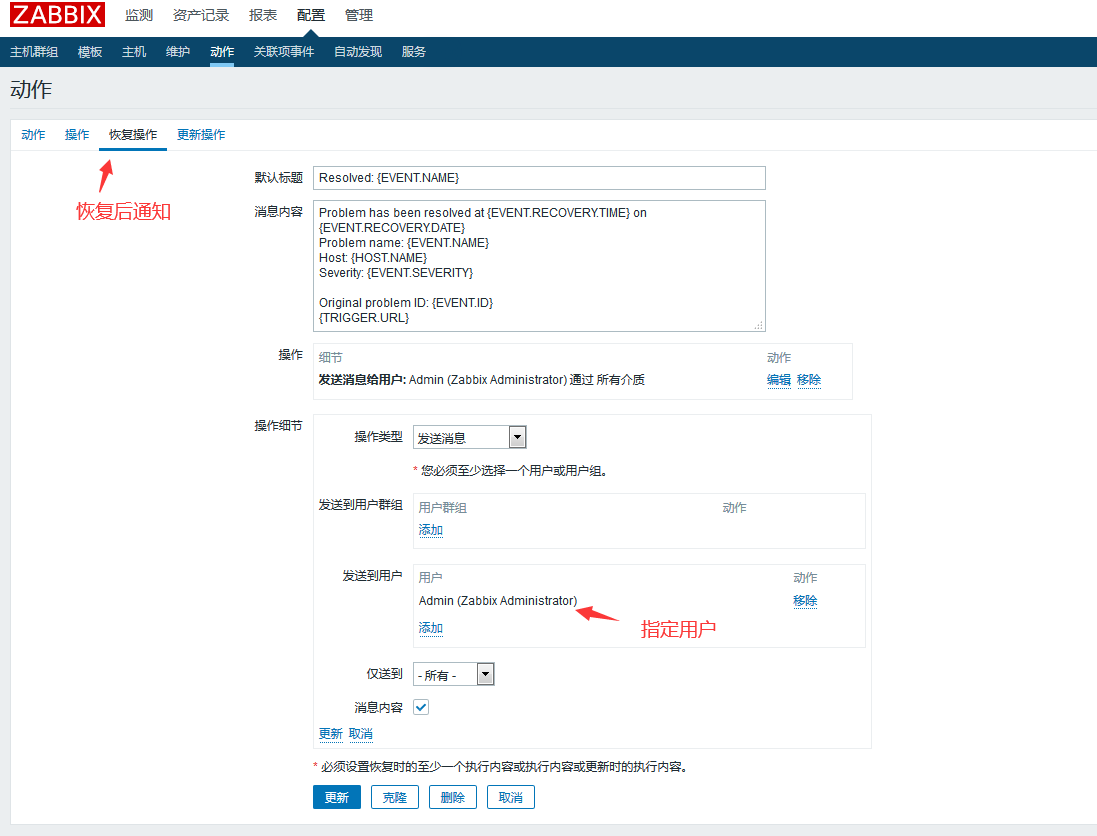 ZABBIX 监测 资产记录 报表 配置 管理
主机群组 模板 主机 维护 动作 关联项事件 自动发现 服务
动作
动作 操作 恢复操作 更新操作
恢复后通知
默认标题 Resolved: {EVENT.NAME}
消息内容 Problem has been resolved at {EVENT.RECOVERY.TIME} on
{EVENT.RECOVERY.DATE}
Problem name: {EVENT.NAME}
Host: {HOST.NAME}
Severity: {EVENT.SEVERITY}
Original problem ID: {EVENT.ID}
{TRIGGER.URL}
操作 细节 动作
发送消息给用户: Admin (Zabbix Administrator) 通过 所有介质 编辑 移除
操作细节
操作类型 发送消息
* 您必须至少选择一个用户或用户组。
发送到用户群组 用户群组 动作
添加
发送到用户 用户 动作
Admin (Zabbix Administrator) 移除
添加
指定用户
仅送到 - 所有 -
消息内容
更新 取消
* 必须设置恢复时的至少一个执行内容或执行内容或更新时的执行内容。
更新 克隆 删除 取消